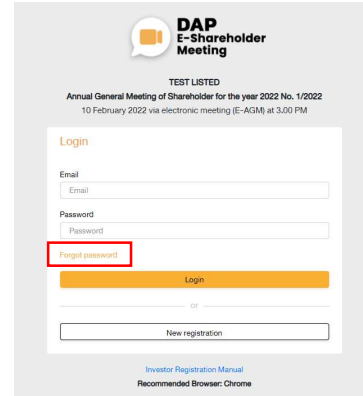 DAP
E-Shareholder
Meeting
TEST LISTED
Annual General Meeting of Shareholder for the year 2022 No. 1/2022
10 February 2022 via electronic meeting (E-AGM) at 3.00 PM
Login
Email
Email
Password
Password
Forgot password
Login
or
New registration
Investor Registration Manual
Recommended Browser: Chrome